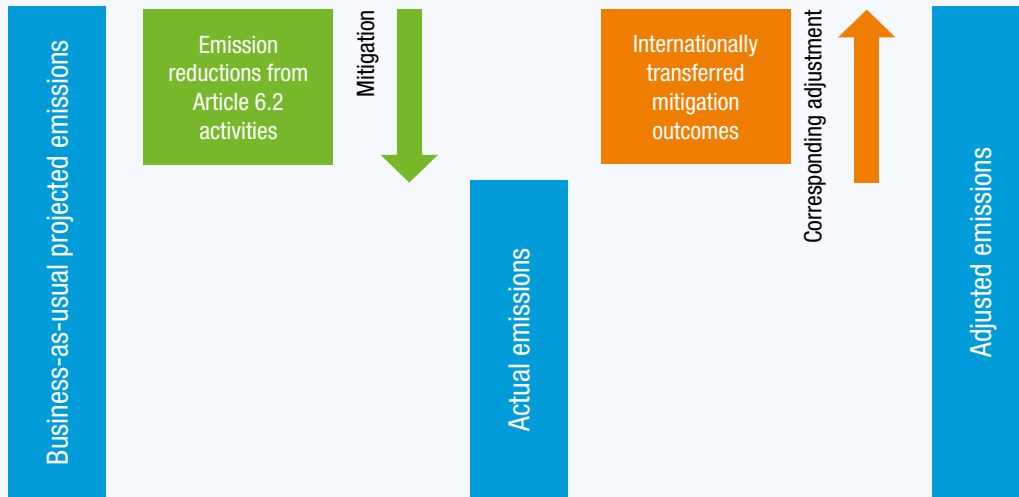 Business-as-usual projected emissions
Emission
reductions from
Article 6.2
activities
Mitigation
Actual emissions
Internationally
transferred
mitigation
outcomes
Corresponding adjustment
Adjusted emissions